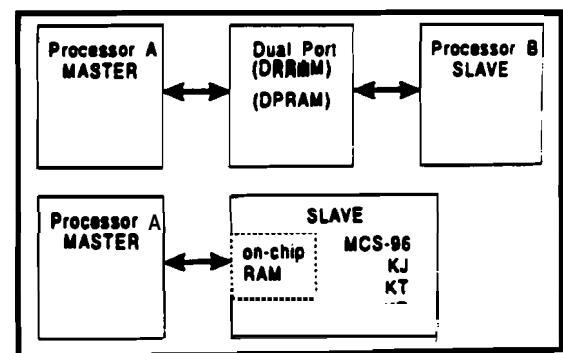 Processor A
MASTER
Dual Port
(DPRAM)
Processor B
SLAVE
Processor A
MASTER
SLAVE
on-chip
RAM
MCS-96
KJ
KT